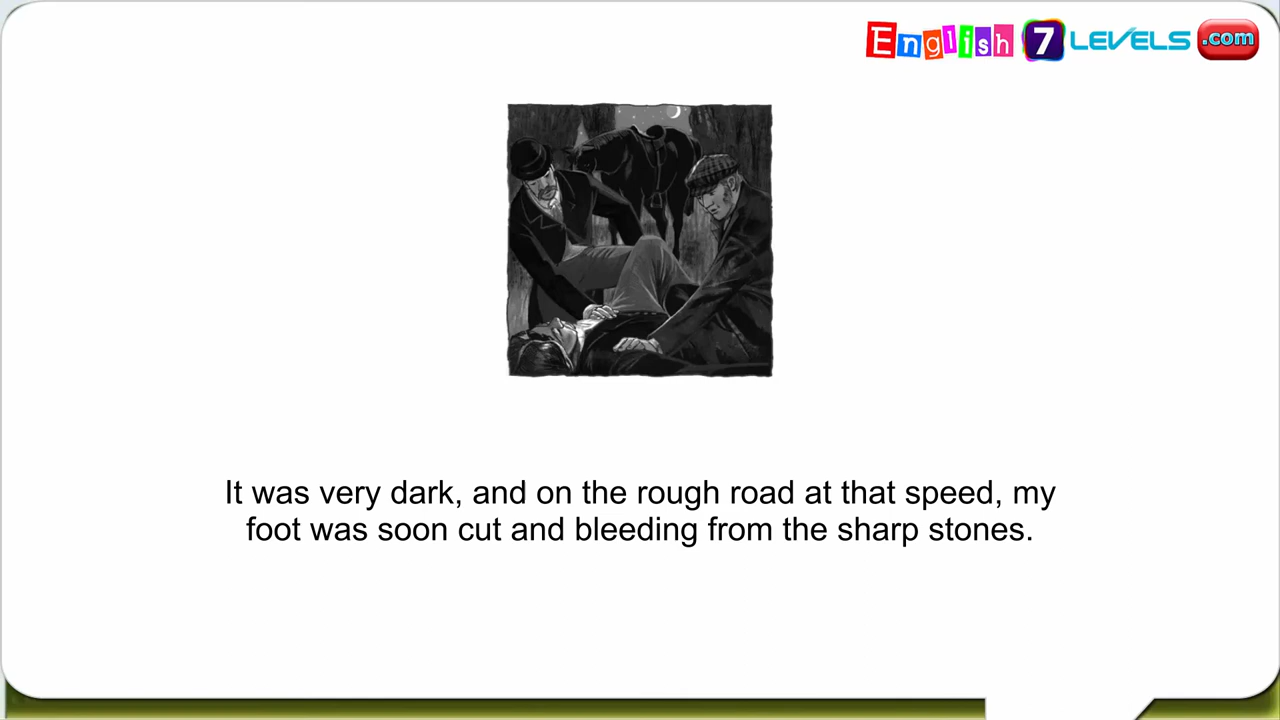 English 7 LEVELS .com
It was very dark, and on the rough road at that speed, my
foot was soon cut and bleeding from the sharp stones.